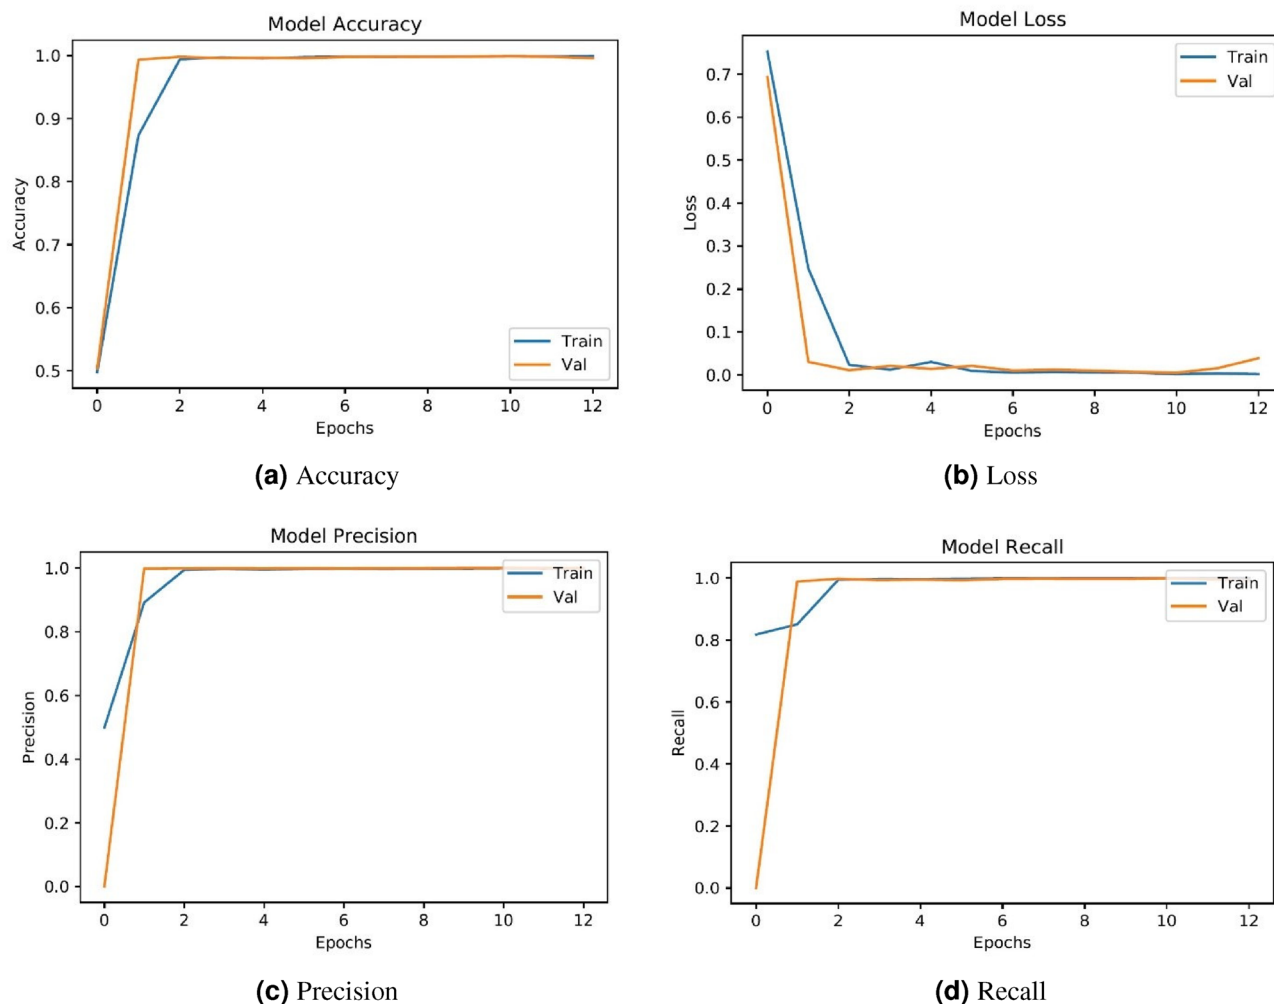 Model Accuracy
1.0
0.9
0.8
0.7
0.6
0.5
Accuracy
Train
Val
0 2 4 6 8 10 12
Epochs
(a) Accuracy
Model Loss
0.7
0.6
0.5
0.4
0.3
0.2
0.1
0.0
Loss
Train
Val
0 2 4 6 8 10 12
Epochs
(b) Loss
Model Precision
1.0
0.8
0.6
0.4
0.2
0.0
Precision
Train
Val
0 2 4 6 8 10 12
Epochs
(c) Precision
Model Recall
1.0
0.8
0.6
0.4
0.2
0.0
Recall
Train
Val
0 2 4 6 8 10 12
Epochs
(d) Recall